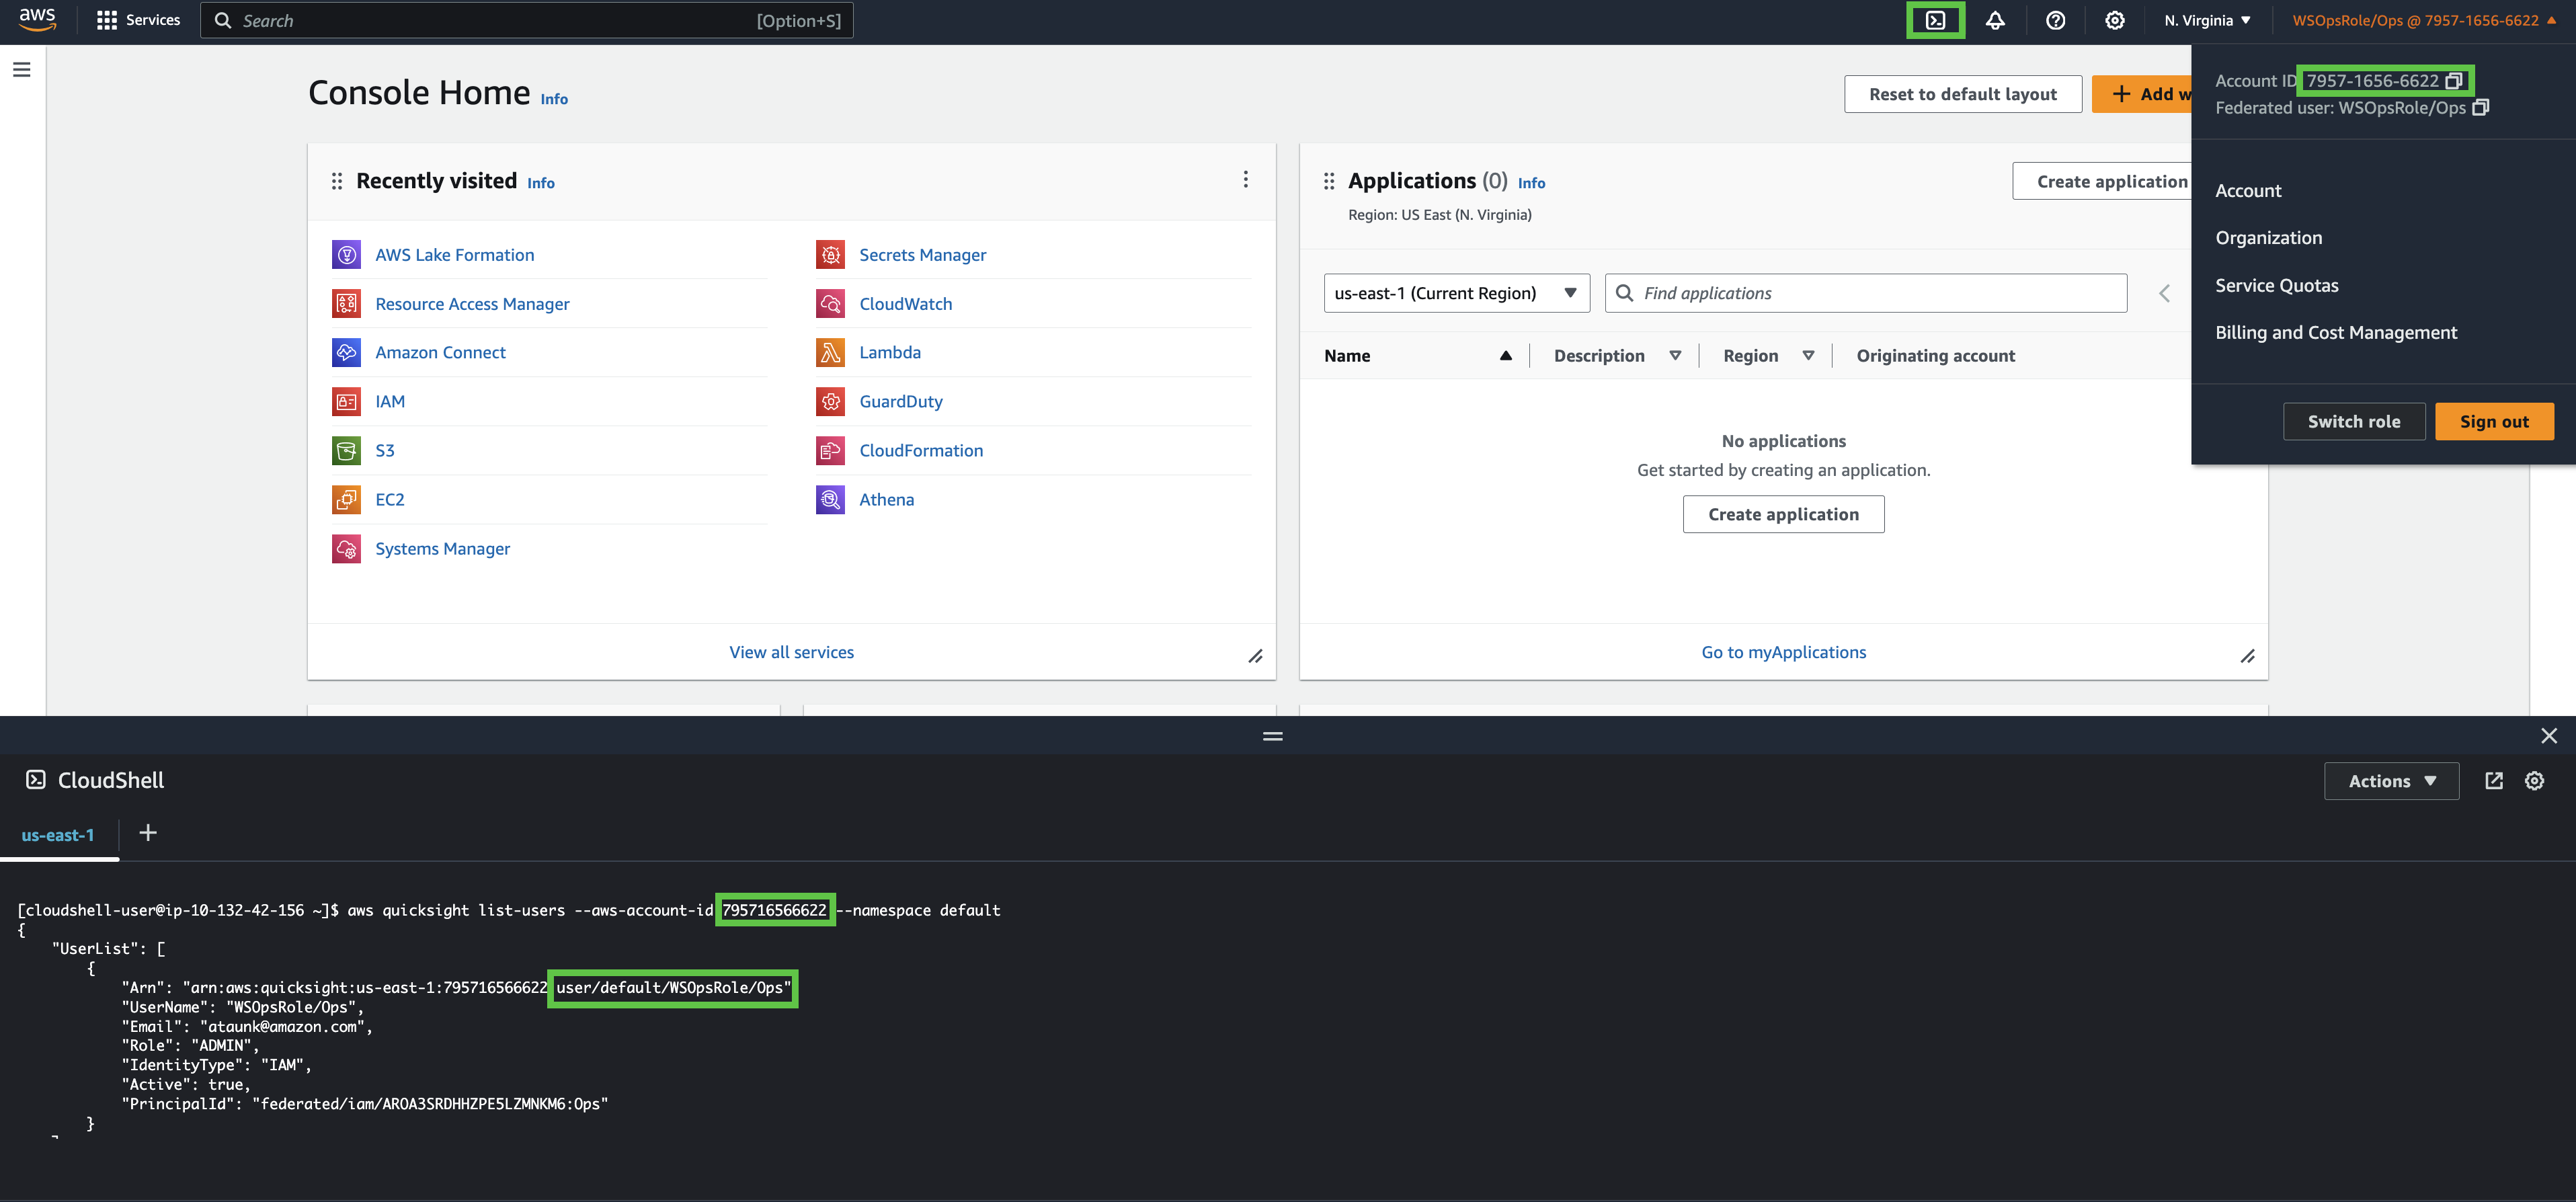 aws
Services
Search
[Option+S]
N. Virginia
WSOpsRole/Ops @ 7957-1656-6622
Account ID: 7957-1656-6622
Federated user: WSOpsRole/Ops
Account
Organization
Service Quotas
Billing and Cost Management
Switch role
Sign out
Console Home
Info
Reset to default layout
Add w
Recently visited
Info
AWS Lake Formation
Resource Access Manager
Amazon Connect
IAM
S3
EC2
Systems Manager
Secrets Manager
CloudWatch
Lambda
GuardDuty
CloudFormation
Athena
View all services
Applications (0)
Info
Region: US East (N. Virginia)
Create application
us-east-1 (Current Region)
Find applications
Name
Description
Region
Originating account
No applications
Get started by creating an application.
Create application
Go to myApplications
CloudShell
Actions
us-east-1
[cloudshell-user@ip-10-132-42-156 ~]$ aws quicksight list-users --aws-account-id 795716566622 --namespace default
{
"UserList": [
{
"Arn": "arn:aws:quicksight:us-east-1:795716566622 user/default/WSOpsRole/Ops"
"UserName": "WSOpsRole/Ops",
"Email": "ataunk@amazon.com",
"Role": "ADMIN",
"IdentityType": "IAM",
"Active": true,
"PrincipalId": "federated/iam/AROA3SRDHHZPE5LZMNKM6:Ops"
}